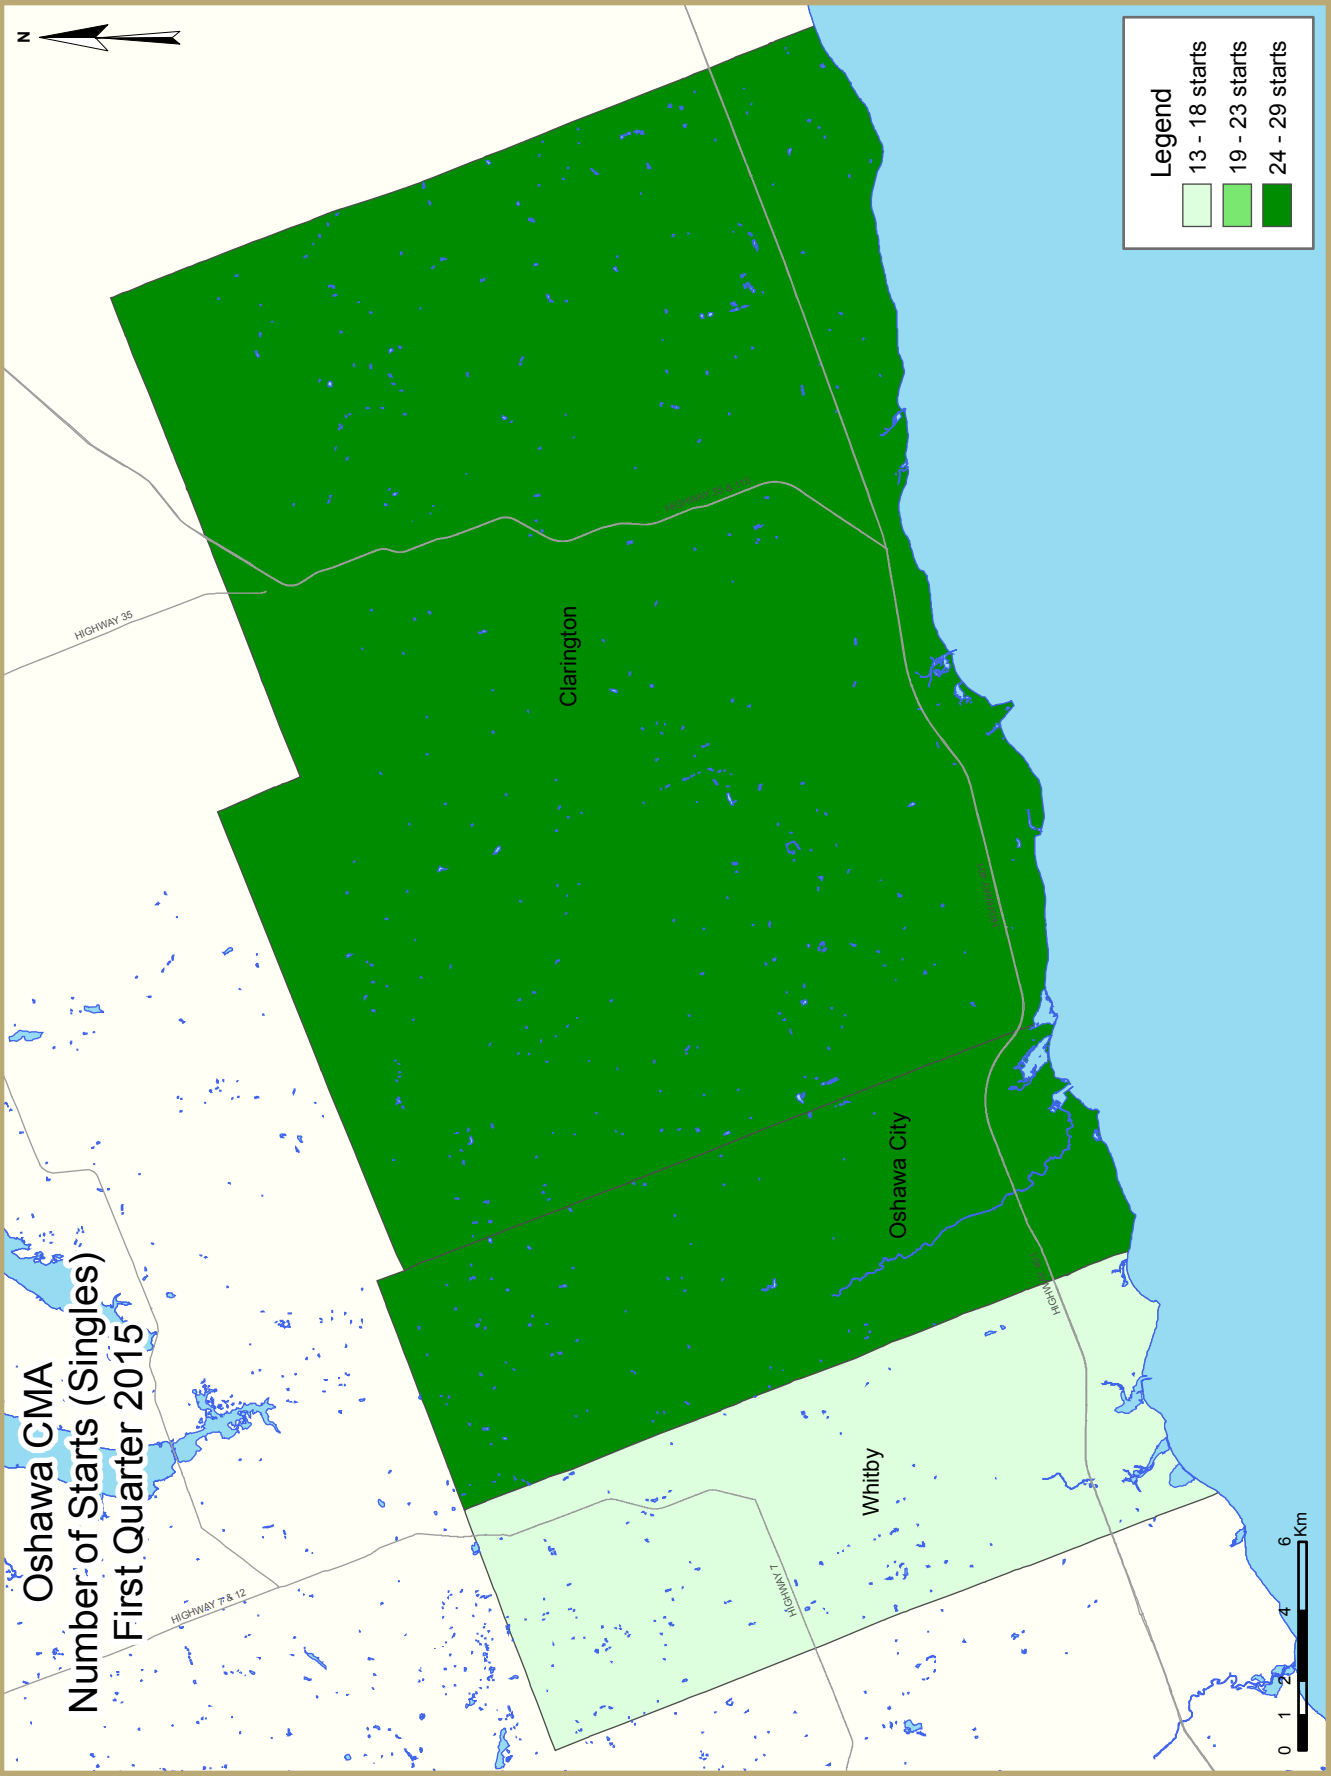 Oshawa CMA
Number of Starts (Singles)
First Quarter 2015
N
HIGHWAY 7 & 12
HIGHWAY 35
Clarington
Oshawa City
Whitby
HIGHWAY 7
Legend
13 - 18 starts
19 - 23 starts
24 - 29 starts
0 1 2 4 6
Km